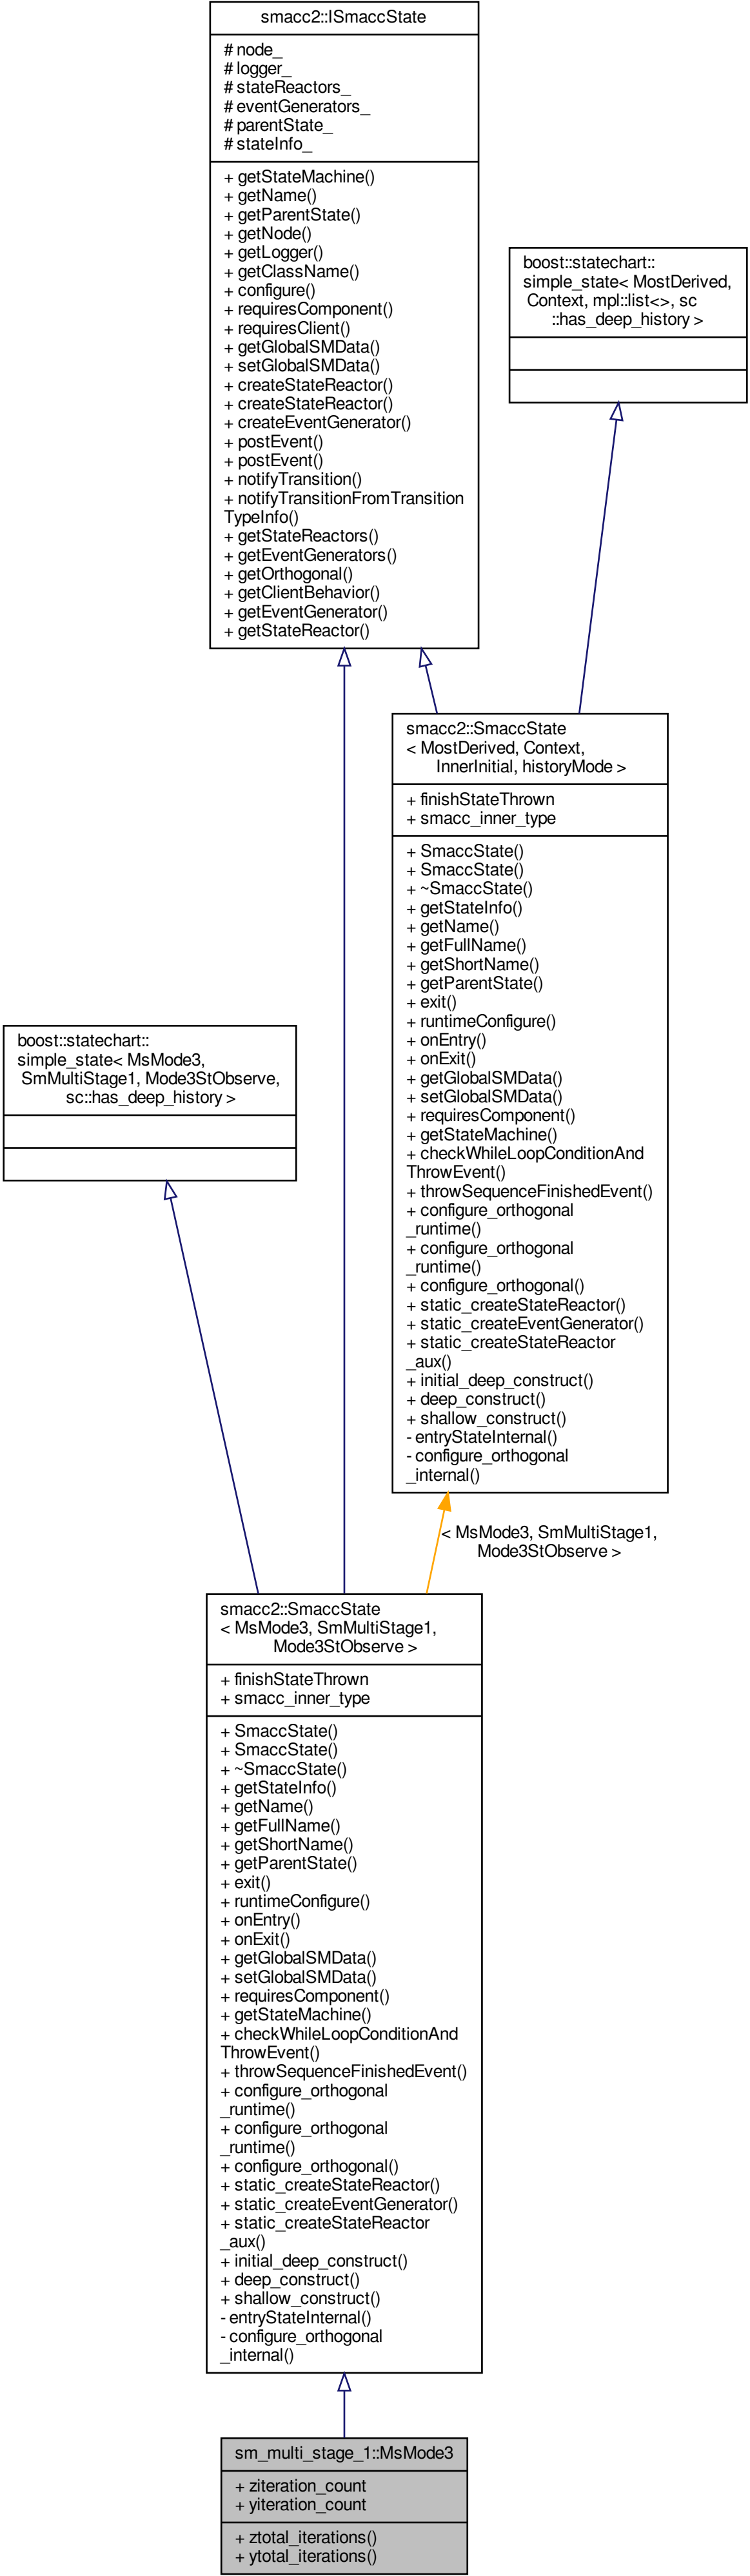 smacc2::ISmaccState
# node_
# logger_
# stateReactors_
# eventGenerators_
# parentState_
# stateInfo_
+ getStateMachine()
+ getName()
+ getParentState()
+ getNode()
+ getLogger()
+ getClassName()
+ configure()
+ requiresComponent()
+ requiresClient()
+ getGlobalSMData()
+ setGlobalSMData()
+ createStateReactor()
+ createStateReactor()
+ createEventGenerator()
+ postEvent()
+ postEvent()
+ notifyTransition()
+ notifyTransitionFromTransition
TypeInfo()
+ getStateReactors()
+ getEventGenerators()
+ getOrthogonal()
+ getClientBehavior()
+ getEventGenerator()
+ getStateReactor()
boost::statechart::
simple_state< MostDerived,
Context, mpl::list<>, sc
::has_deep_history >
smacc2::SmaccState
< MostDerived, Context,
InnerInitial, historyMode >
+ finishStateThrown
+ smacc_inner_type
+ SmaccState()
+ SmaccState()
+ ~SmaccState()
+ getStateInfo()
+ getName()
+ getFullName()
+ getShortName()
+ getParentState()
+ exit()
+ runtimeConfigure()
+ onEntry()
+ onExit()
+ getGlobalSMData()
+ setGlobalSMData()
+ requiresComponent()
+ getStateMachine()
+ checkWhileLoopConditionAnd
ThrowEvent()
+ throwSequenceFinishedEvent()
+ configure_orthogonal
_runtime()
+ configure_orthogonal
_runtime()
+ configure_orthogonal()
+ static_createStateReactor()
+ static_createEventGenerator()
+ static_createStateReactor
_aux()
+ initial_deep_construct()
+ deep_construct()
+ shallow_construct()
- entryStateInternal()
- configure_orthogonal
_internal()
boost::statechart::
simple_state< MsMode3,
SmMultiStage1, Mode3StObserve,
sc::has_deep_history >
< MsMode3, SmMultiStage1,
Mode3StObserve >
smacc2::SmaccState
< MsMode3, SmMultiStage1,
Mode3StObserve >
+ finishStateThrown
+ smacc_inner_type
+ SmaccState()
+ SmaccState()
+ ~SmaccState()
+ getStateInfo()
+ getName()
+ getFullName()
+ getShortName()
+ getParentState()
+ exit()
+ runtimeConfigure()
+ onEntry()
+ onExit()
+ getGlobalSMData()
+ setGlobalSMData()
+ requiresComponent()
+ getStateMachine()
+ checkWhileLoopConditionAnd
ThrowEvent()
+ throwSequenceFinishedEvent()
+ configure_orthogonal
_runtime()
+ configure_orthogonal
_runtime()
+ configure_orthogonal()
+ static_createStateReactor()
+ static_createEventGenerator()
+ static_createStateReactor
_aux()
+ initial_deep_construct()
+ deep_construct()
+ shallow_construct()
- entryStateInternal()
- configure_orthogonal
_internal()
sm_multi_stage_1::MsMode3
+ ziteration_count
+ yiteration_count
+ ztotal_iterations()
+ ytotal_iterations()